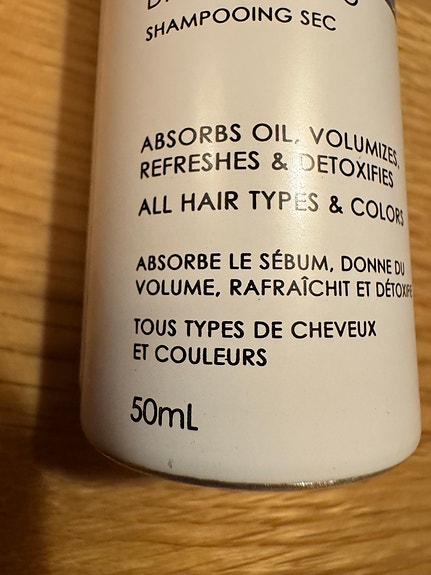 SHAMPOOING SEC
ABSORBS OIL, VOLUMIZES,
REFRESHES & DETOXIFIES
ALL HAIR TYPES & COLORS
ABSORBE LE SÉBUM, DONNE DU
VOLUME, RAFRAÎCHIT ET DÉTOXIFIE
TOUS TYPES DE CHEVEUX
ET COULEURS
50mL